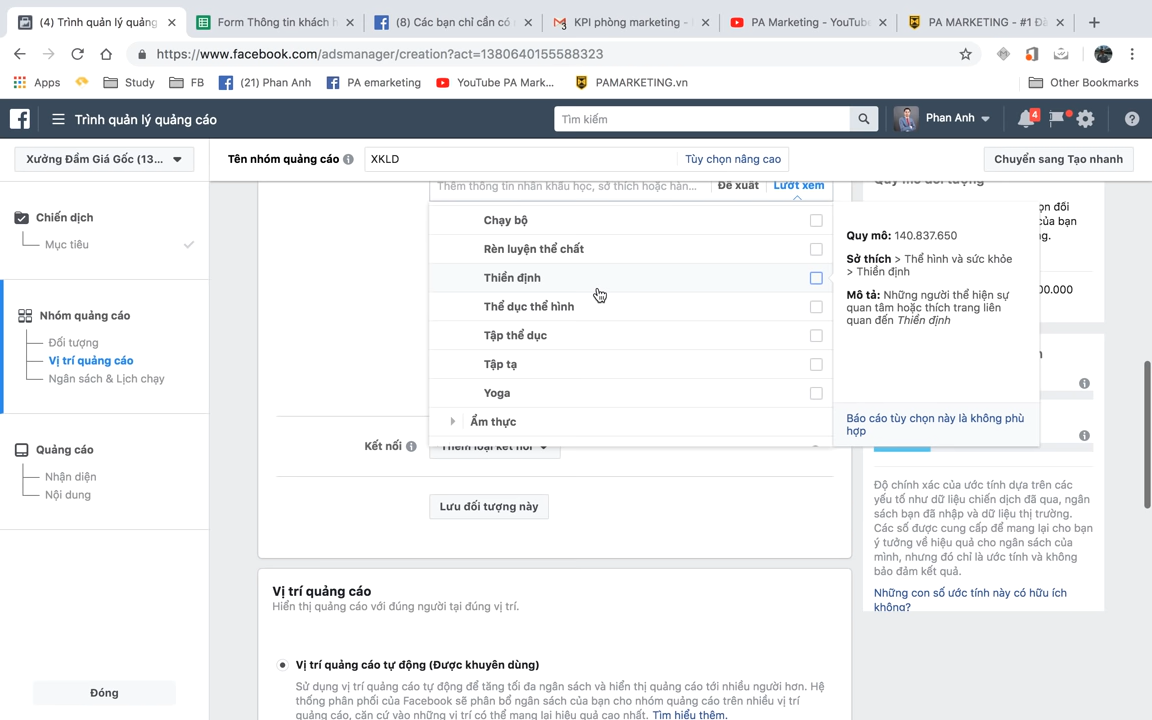 (4) Trình quản lý quảng
Form Thông tin khách h
(8) Các bạn chỉ cần có
KPI phòng marketing -
PA Marketing - YouTube
PA MARKETING - #1 Đà
https://www.facebook.com/adsmanager/creation?act=1380640155588323
Apps
Study
FB
(21) Phan Anh
PA emarketing
YouTube PA Mark...
PAMARKETING.vn
Other Bookmarks
Trình quản lý quảng cáo
Tìm kiếm
Phan Anh
4
Xưởng Đầm Giá Gốc (13...
Tên nhóm quảng cáo
XKLD
Tùy chọn nâng cao
Chuyển sang Tạo nhanh
Chiến dịch
Mục tiêu
Nhóm quảng cáo
Đối tượng
Vị trí quảng cáo
Ngân sách & Lịch chạy
Quảng cáo
Nhận diện
Nội dung
Đóng
Thêm thông tin nhân khẩu học, sở thích hoặc hàn...
Đề xuất
Lướt xem
Chạy bộ
Rèn luyện thể chất
Thiền định
Thể dục thể hình
Tập thể dục
Tập tạ
Yoga
Ẩm thực
Quy mô: 140.837.650
Sở thích > Thể hình và sức khỏe
> Thiền định
Mô tả: Những người thể hiện sự
quan tâm hoặc thích trang liên
quan đến Thiền định
Báo cáo tùy chọn này là không phù
hợp
Kết nối
Thêm loại kết nối
Lưu đối tượng này
Vị trí quảng cáo
Hiển thị quảng cáo với đúng người tại đúng vị trí.
Vị trí quảng cáo tự động (Được khuyên dùng)
Sử dụng vị trí quảng cáo tự động để tăng tối đa ngân sách và hiển thị quảng cáo tới nhiều người hơn. Hệ
thống phân phối của Facebook sẽ phân bổ ngân sách của bạn cho nhóm quảng cáo trên nhiều vị trí
quảng cáo, căn cứ vào những vị trí có thể mang lại hiệu quả cao nhất. Tìm hiểu thêm.
Quy mô đối tượng
ọn đối
của bạn
ng.
00.000
Độ chính xác của ước tính dựa trên các
yếu tố như dữ liệu chiến dịch đã qua, ngân
sách bạn đã nhập và dữ liệu thị trường.
Các số được cung cấp để mang lại cho bạn
ý tưởng về hiệu quả cho ngân sách của
mình, nhưng đó chỉ là ước tính và không
bảo đảm kết quả.
Những con số ước tính này có hữu ích
không?